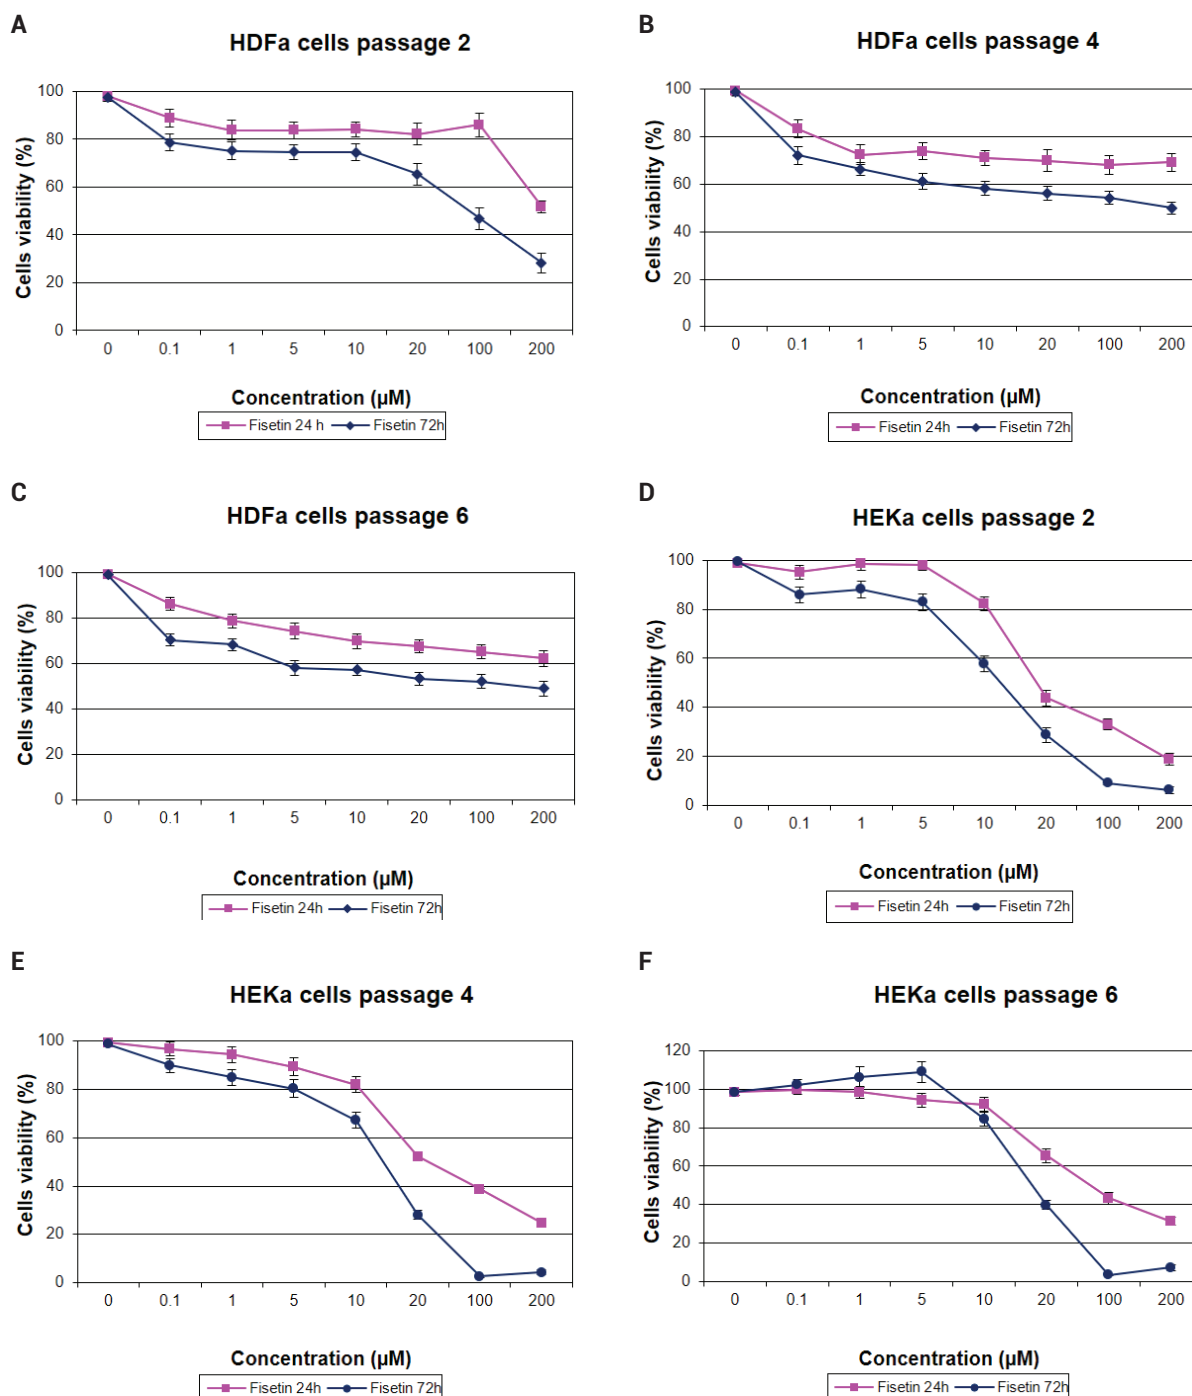 A
HDFa cells passage 2
Cells viability (%)
100
80
60
40
20
0
0 0.1 1 5 10 20 100 200
Concentration (µM)
Fisetin 24 h Fisetin 72h
B
HDFa cells passage 4
Cells viability (%)
100
80
60
40
20
0
0 0.1 1 5 10 20 100 200
Concentration (µM)
Fisetin 24h Fisetin 72h
C
HDFa cells passage 6
Cells viability (%)
100
80
60
40
20
0
0 0.1 1 5 10 20 100 200
Concentration (µM)
Fisetin 24h Fisetin 72h
D
HEKa cells passage 2
Cells viability (%)
100
80
60
40
20
0
0 0.1 1 5 10 20 100 200
Concentration (µM)
Fisetin 24h Fisetin 72h
E
HEKa cells passage 4
Cells viability (%)
100
80
60
40
20
0
0 0.1 1 5 10 20 100 200
Concentration (µM)
Fisetin 24h Fisetin 72h
F
HEKa cells passage 6
Cells viability (%)
120
100
80
60
40
20
0
0 0.1 1 5 10 20 100 200
Concentration (µM)
Fisetin 24h Fisetin 72h